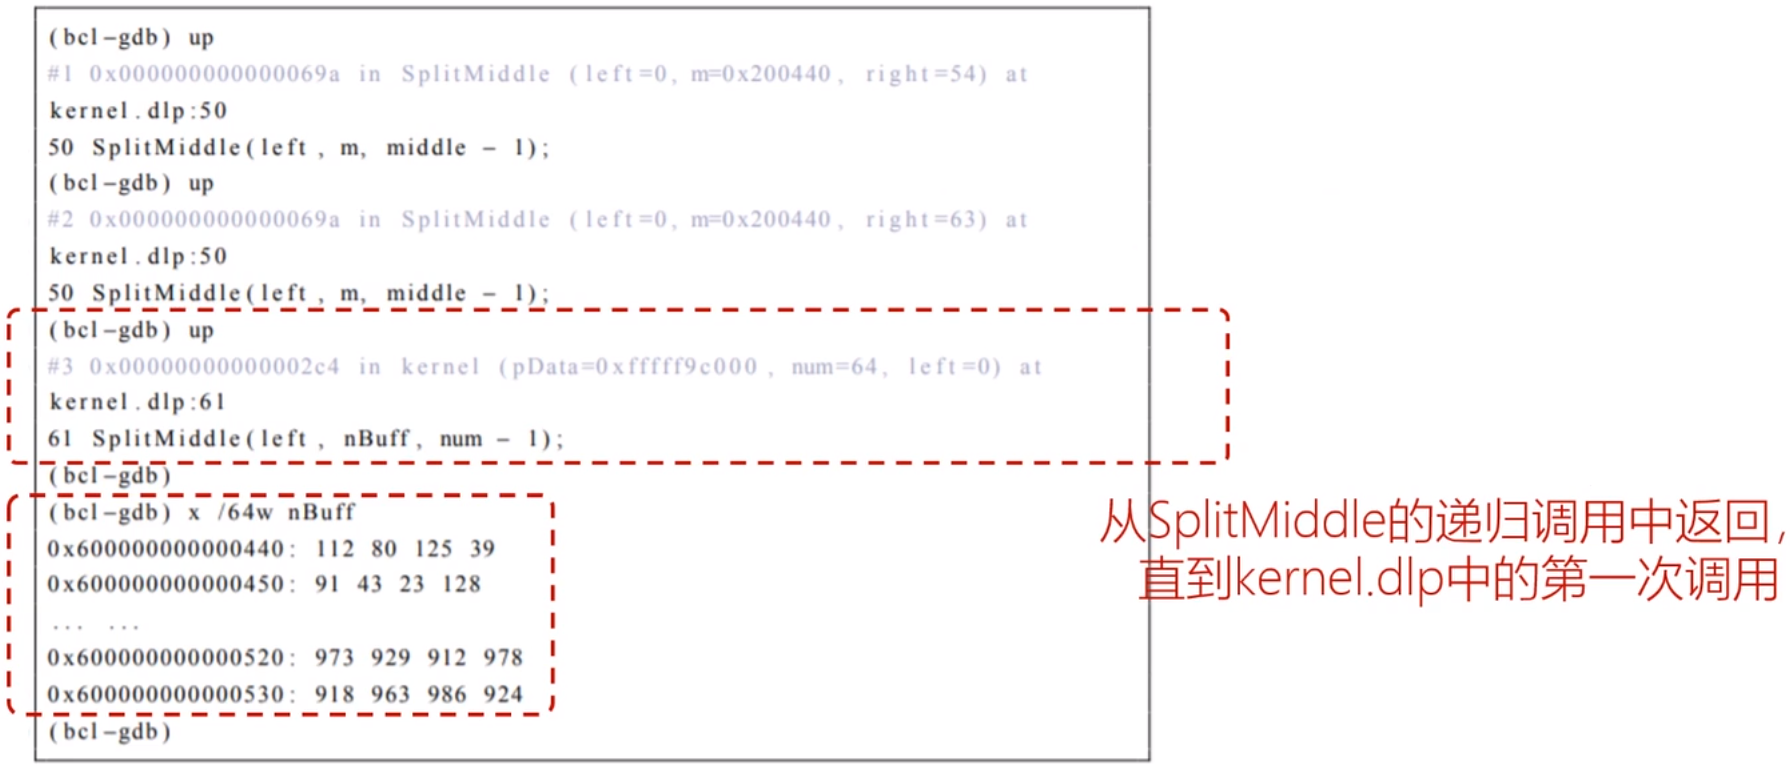 (bcl-gdb) up
#1 0x000000000000069a in SplitMiddle (left=0, m=0x200440, right=54) at
kernel.dlp:50
50 SplitMiddle(left, m, middle - 1);
(bcl-gdb) up
#2 0x000000000000069a in SplitMiddle (left=0, m=0x200440, right=63) at
kernel.dlp:50
50 SplitMiddle(left, m, middle - 1);
(bcl-gdb) up
#3 0x00000000000002c4 in kernel (pData=0xfffff9c000, num=64, left=0) at
kernel.dlp:61
61 SplitMiddle(left, nBuff, num - 1);
(bcl-gdb)
(bcl-gdb) x /64w nBuff
0x600000000000440: 112 80 125 39
0x600000000000450: 91 43 23 128
... ...
0x600000000000520: 973 929 912 978
0x600000000000530: 918 963 986 924
(bcl-gdb)
从SplitMiddle的递归调用中返回,
直到kernel.dlp中的第一次调用